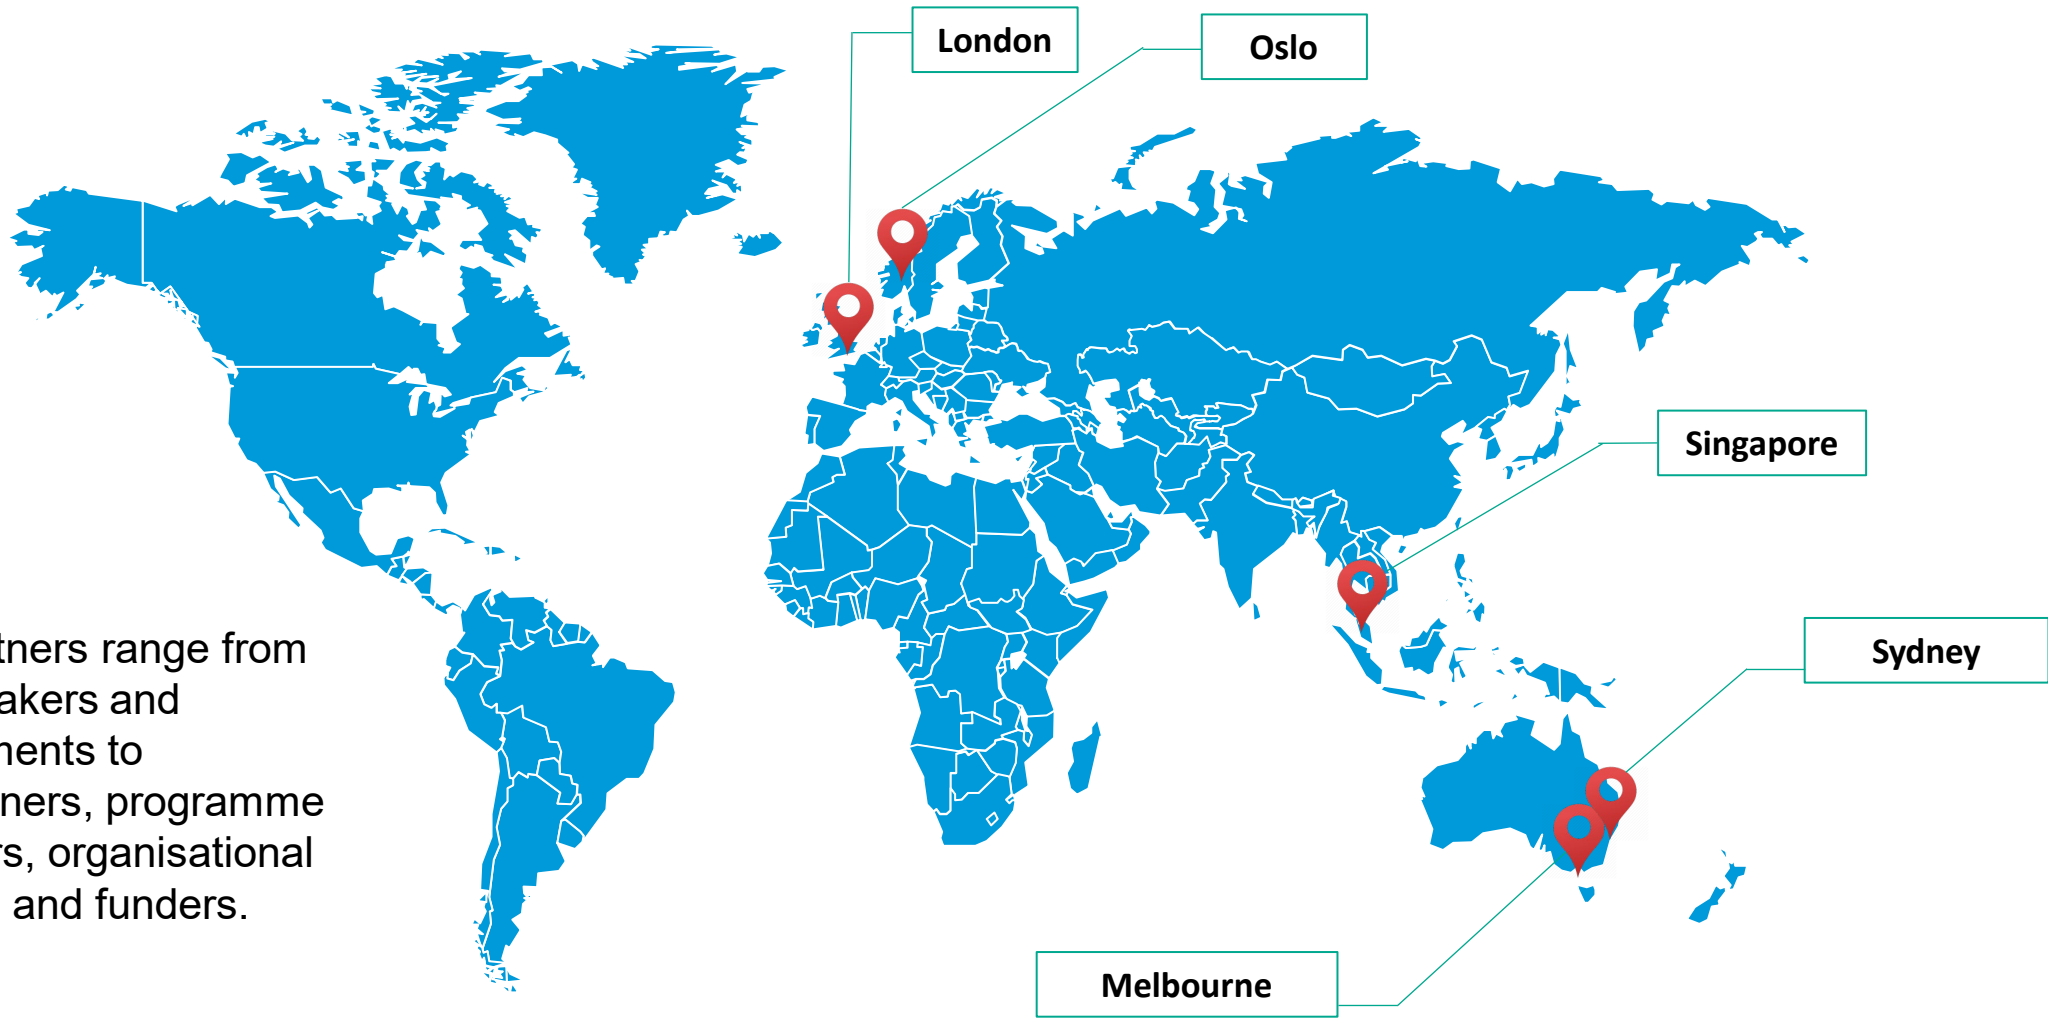 London
Oslo
Singapore
tners range from
akers and
nents to
ners, programme
rs, organisational
and funders.
Sydney
Melbourne